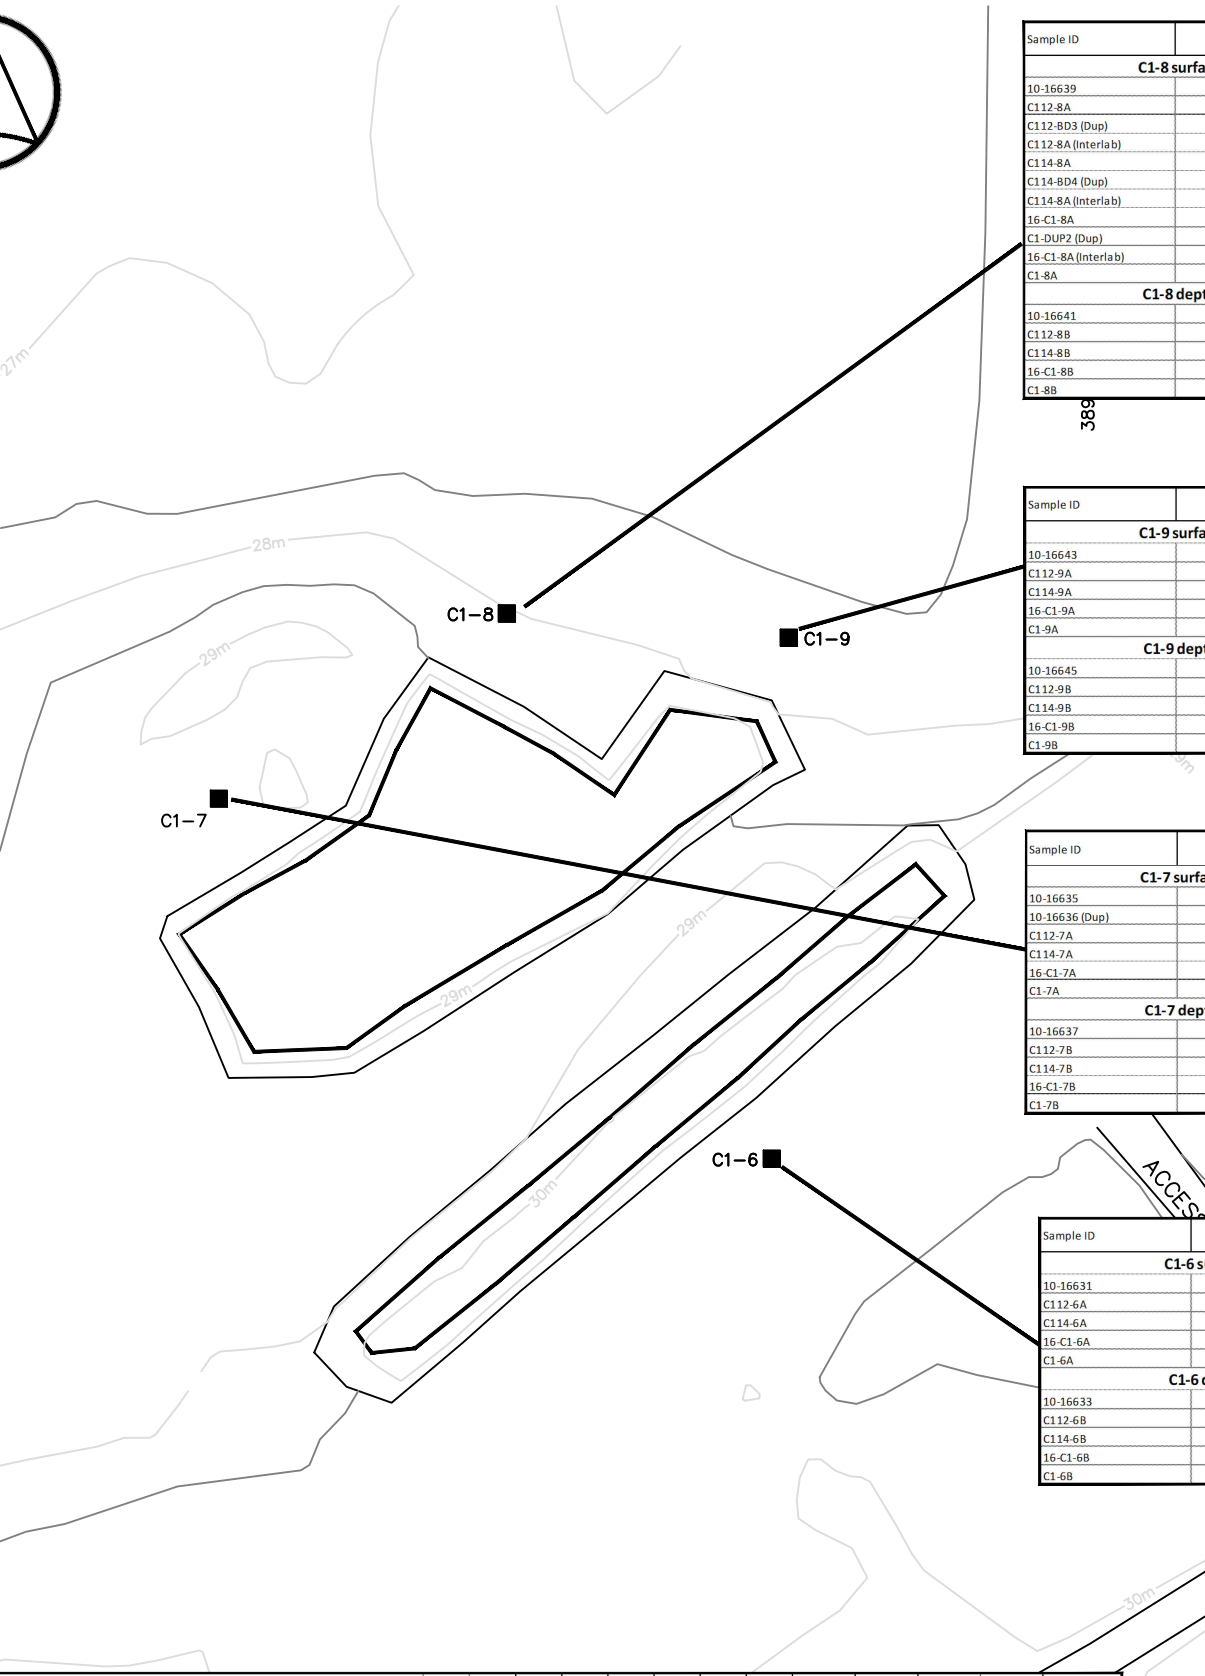 Sample ID
C1-8 surfa
10-16639
C112-8A
C112-BD3 (Dup)
C112-8A (Interlab)
C114-8A
C114-BD4 (Dup)
C114-8A (Interlab)
16-C1-8A
C1-DUP2 (Dup)
16-C1-8A (Interlab)
C1-8A
C1-8 dept
10-16641
C112-8B
C114-8B
16-C1-8B
C1-8B
27m
389
Sample ID
C1-9 surfa
10-16643
C112-9A
C114-9A
16-C1-9A
C1-9A
C1-9 dept
10-16645
C112-9B
C114-9B
16-C1-9B
C1-9B
28m
C1-8
C1-9
29m
9m
C1-7
Sample ID
C1-7 surfa
10-16635
10-16636 (Dup)
C112-7A
C114-7A
16-C1-7A
C1-7A
C1-7 dept
10-16637
C112-7B
C114-7B
16-C1-7B
C1-7B
29m
29m
C1-6
30m
ACCESS
Sample ID
C1-6 s
10-16631
C112-6A
C114-6A
16-C1-6A
C1-6A
C1-6 d
10-16633
C112-6B
C114-6B
16-C1-6B
C1-6B
30m